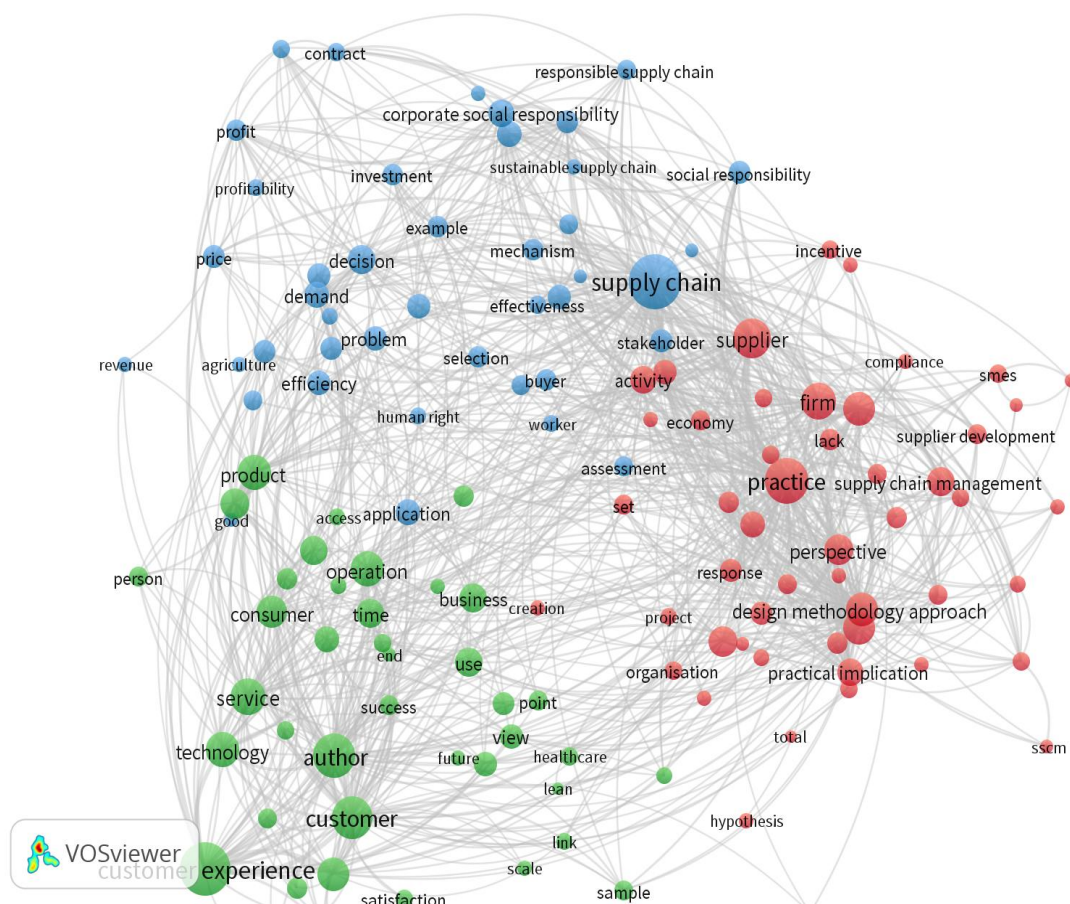 contract
responsible supply chain
corporate social responsibility
profit
sustainable supply chain
investment
social responsibility
profitability
example
mechanism
incentive
price
decision
supply chain
demand
effectiveness
problem
stakeholder
supplier
selection
compliance
revenue
agriculture
efficiency
buyer
activity
smes
firm
human right
worker
economy
lack
supplier development
assessment
product
practice
supply chain management
set
good
access
application
perspective
operation
response
person
business
creation
consumer
time
project
design methodology approach
end
use
organisation
practical implication
service
success
point
view
total
sscm
technology
author
future
healthcare
lean
customer
hypothesis
link
VOSviewer
customer experience
scale
sample
satisfaction